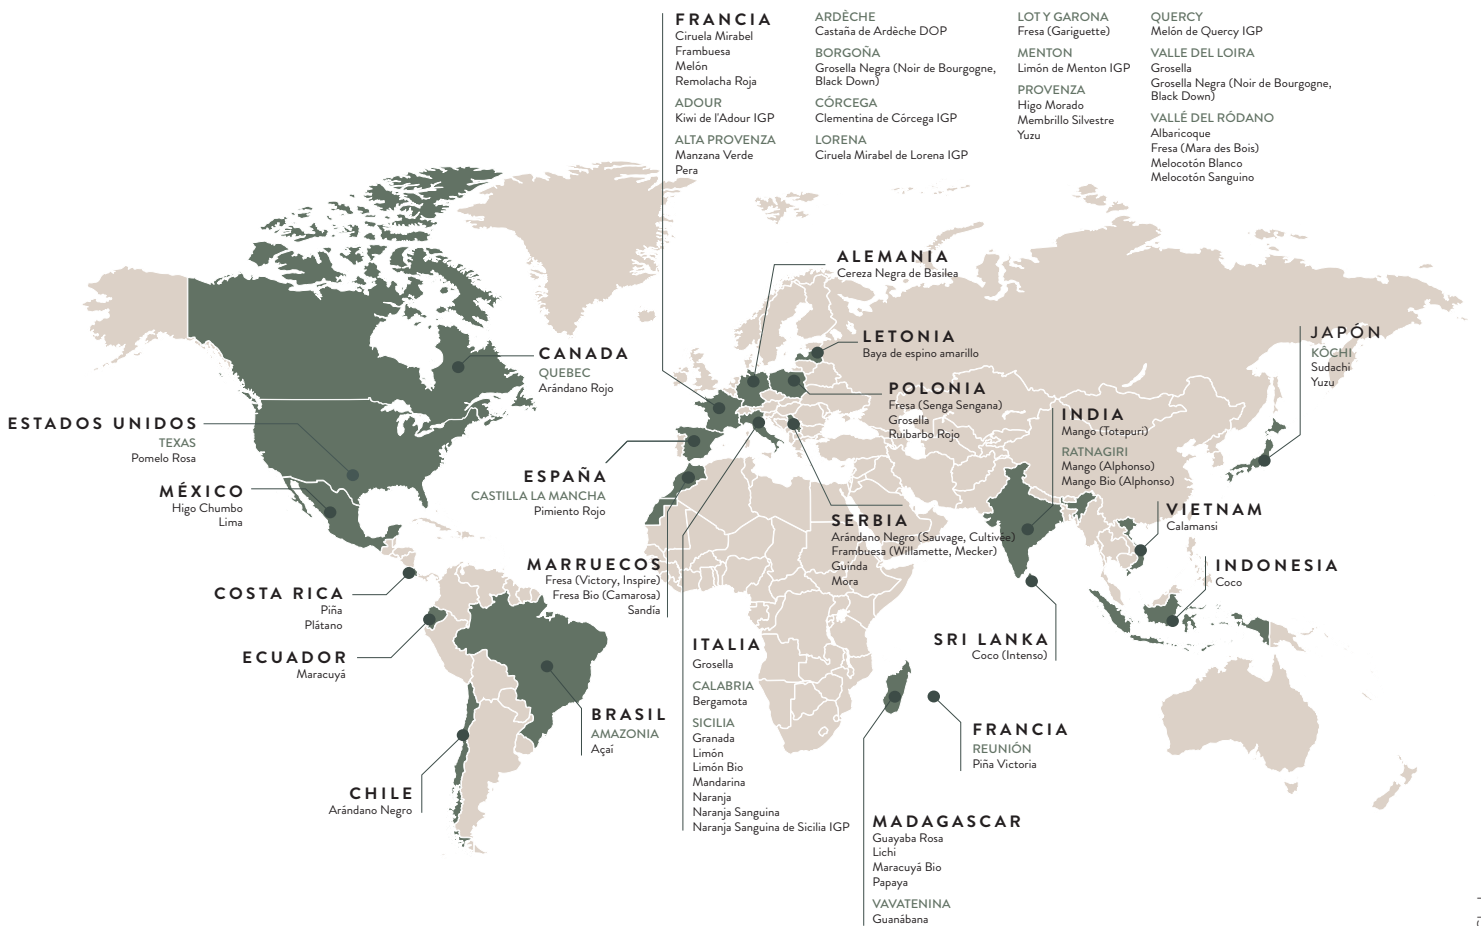 FRANCIA
Ciruela Mirabel
Frambuesa
Melón
Remolacha Roja
ADOUR
Kiwi de l'Adour IGP
ALTA PROVENZA
Manzana Verde
Pera
ARDÈCHE
Castaña de Ardèche DOP
BORGOÑA
Grosella Negra (Noir de Bourgogne,
Black Down)
CÓRCEGA
Clementina de Córcega IGP
LORENA
Ciruela Mirabel de Lorena IGP
LOT Y GARONA
Fresa (Gariguette)
MENTON
Limón de Menton IGP
PROVENZA
Higo Morado
Membrillo Silvestre
Yuzu
QUERCY
Melón de Quercy IGP
VALLE DEL LOIRA
Grosella
Grosella Negra (Noir de Bourgogne,
Black Down)
VALLÉ DEL RÓDANO
Albaricoque
Fresa (Mara des Bois)
Melocotón Blanco
Melocotón Sanguino
ALEMANIA
Cereza Negra de Basilea
LETONIA
Baya de espino amarillo
JAPÓN
KÔCHI
Sudachi
Yuzu
CANADA
QUEBEC
Arándano Rojo
POLONIA
Fresa (Senga Sengana)
Grosella
Ruibarbo Rojo
INDIA
Mango (Totapuri)
RATNAGIRI
Mango (Alphonso)
Mango Bio (Alphonso)
ESTADOS UNIDOS
TEXAS
Pomelo Rosa
ESPAÑA
CASTILLA LA MANCHA
Pimiento Rojo
MÉXICO
Higo Chumbo
Lima
VIETNAM
Calamansi
SERBIA
Arándano Negro (Sauvage, Cultivée)
Frambuesa (Willamette, Mecker)
Guinda
Mora
MARRUECOS
Fresa (Victory, Inspire)
Fresa Bio (Camarosa)
Sandía
INDONESIA
Coco
COSTA RICA
Piña
Plátano
SRI LANKA
Coco (Intenso)
ECUADOR
Maracuyá
ITALIA
Grosella
CALABRIA
Bergamota
SICILIA
Granada
Limón
Limón Bio
Mandarina
Naranja
Naranja Sanguina
Naranja Sanguina de Sicilia IGP
BRASIL
AMAZONIA
Açaí
FRANCIA
REUNIÓN
Piña Victoria
CHILE
Arándano Negro
MADAGASCAR
Guayaba Rosa
Lichi
Maracuyá Bio
Papaya
VAVATENINA
Guanábana